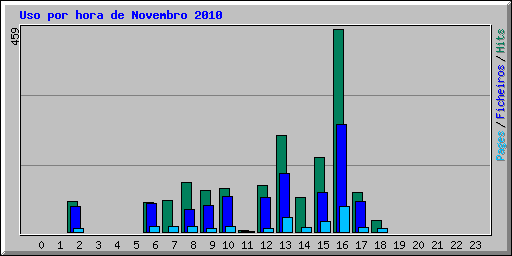 Uso por hora de Novembro 2010
459
Pages / Ficheiros / Hits
0 1 2 3 4 5 6 7 8 9 10 11 12 13 14 15 16 17 18 19 20 21 22 23